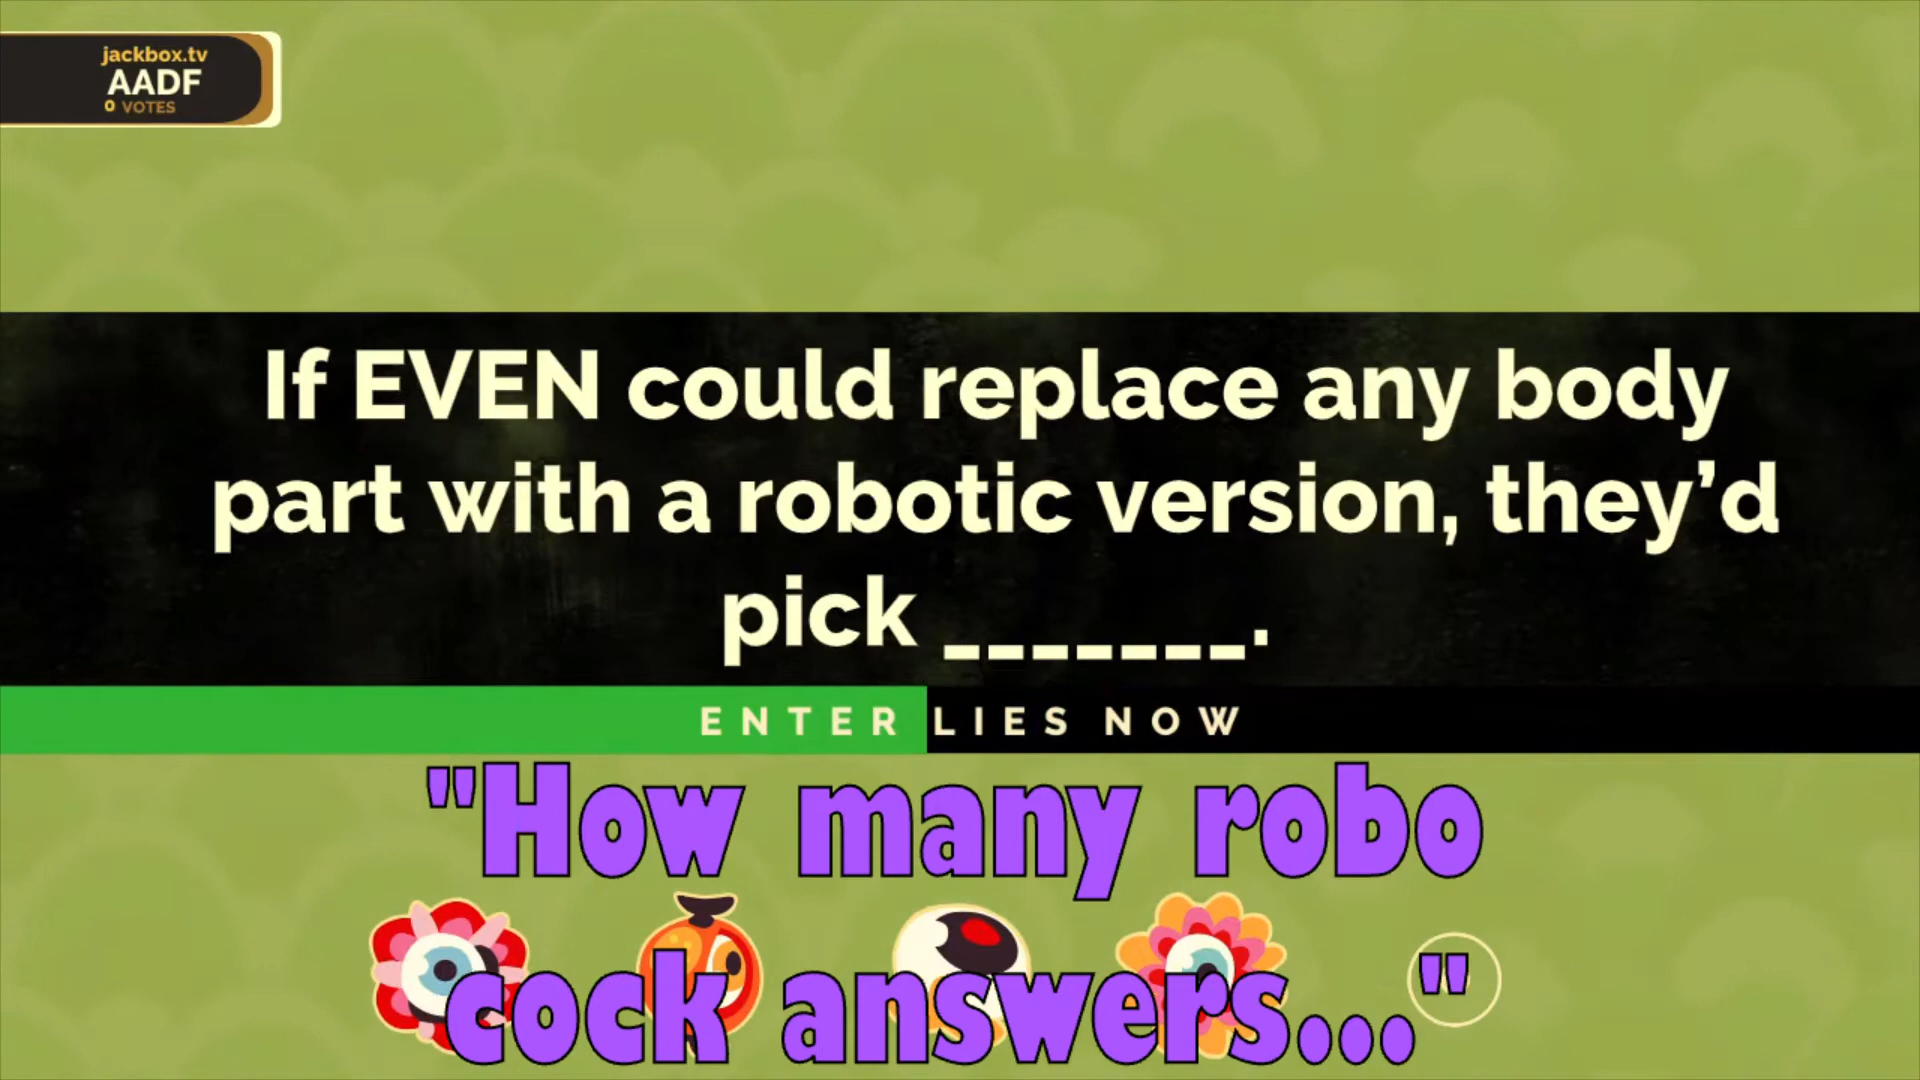 jackbox.tv
AADF
0 VOTES
If EVEN could replace any body
part with a robotic version, they’d
pick _______.
ENTER LIES NOW
"How many robo
cock answers..."